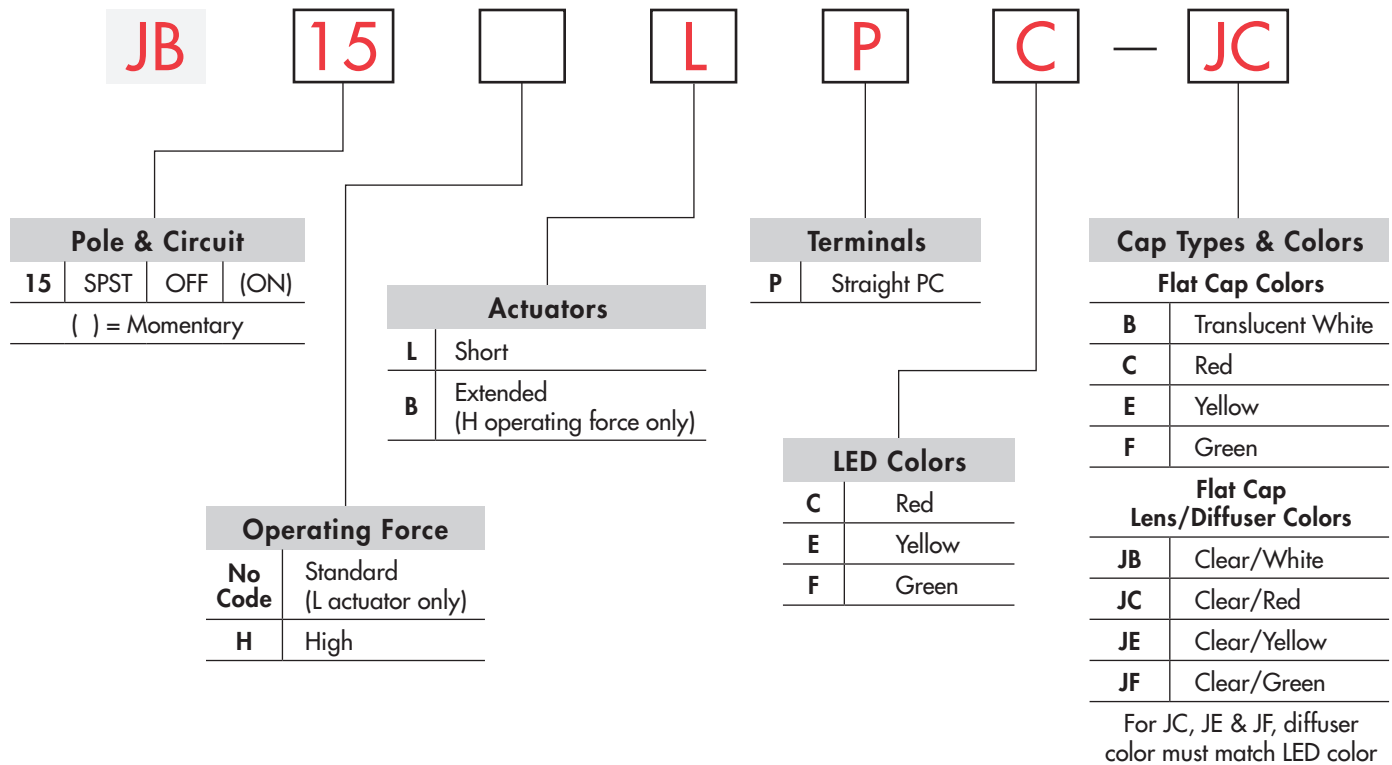 JB 15 L P C — JC
Pole & Circuit
15 SPST OFF (ON)
( ) = Momentary
Operating Force
No Code Standard
(L actuator only)
H High
Actuators
L Short
B Extended
(H operating force only)
Terminals
P Straight PC
LED Colors
C Red
E Yellow
F Green
Cap Types & Colors
Flat Cap Colors
B Translucent White
C Red
E Yellow
F Green
Flat Cap
Lens/Diffuser Colors
JB Clear/White
JC Clear/Red
JE Clear/Yellow
JF Clear/Green
For JC, JE & JF, diffuser
color must match LED color